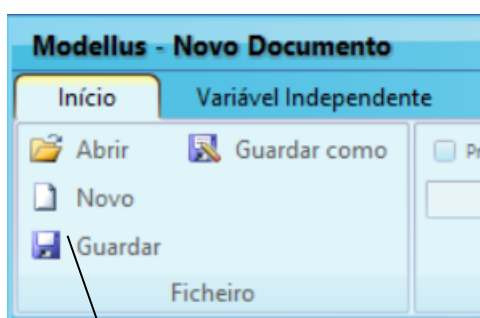 Modellus - Novo Documento
Início Variável Independente
Abrir Guardar como
Novo
Guardar
Ficheiro